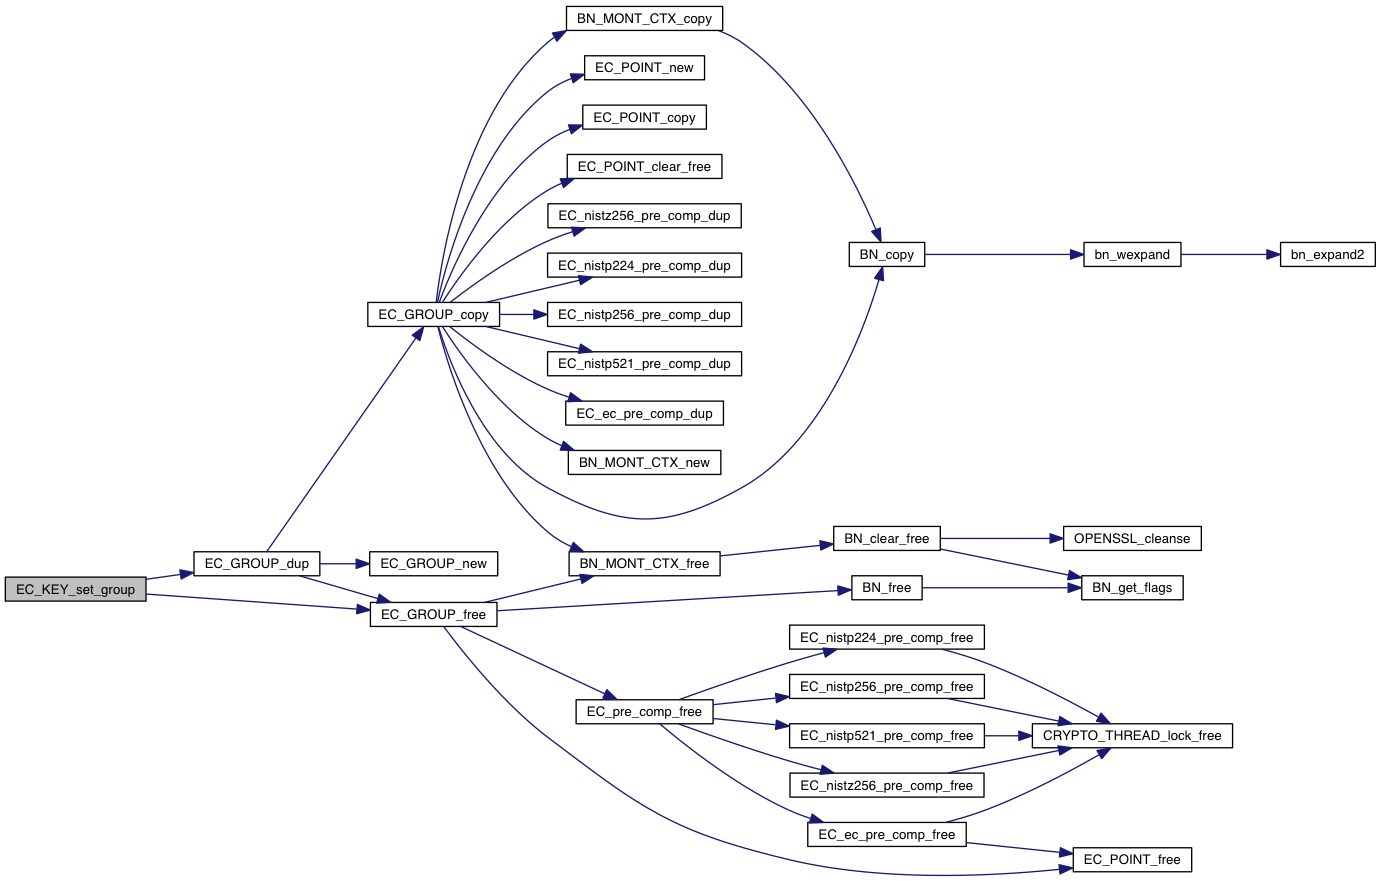 BN_MONT_CTX_copy
EC_POINT_new
EC_POINT_copy
EC_POINT_clear_free
EC_nistz256_pre_comp_dup
BN_copy
bn_wexpand
bn_expand2
EC_nistp224_pre_comp_dup
EC_GROUP_copy
EC_nistp256_pre_comp_dup
EC_nistp521_pre_comp_dup
EC_ec_pre_comp_dup
BN_MONT_CTX_new
BN_clear_free
OPENSSL_cleanse
EC_GROUP_dup
EC_GROUP_new
BN_MONT_CTX_free
EC_KEY_set_group
BN_free
BN_get_flags
EC_GROUP_free
EC_nistp224_pre_comp_free
EC_nistp256_pre_comp_free
EC_pre_comp_free
EC_nistp521_pre_comp_free
CRYPTO_THREAD_lock_free
EC_nistz256_pre_comp_free
EC_ec_pre_comp_free
EC_POINT_free